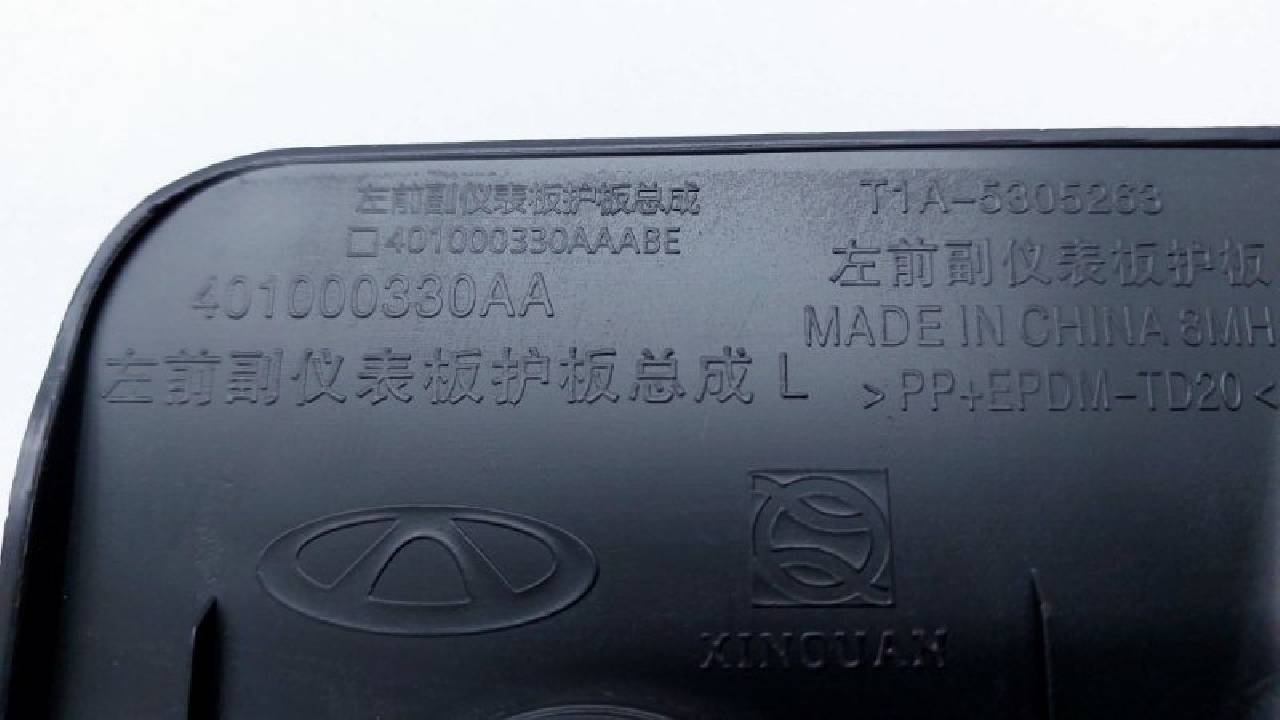 左前副仪表板护板总成
□401000330AAABE
401000330AA
左前副仪表板护板总成 L
T1A-5305263
左前副仪表板护板
MADE IN CHINA 8MH
>PP+EPDM-TD20<
XINQUAN